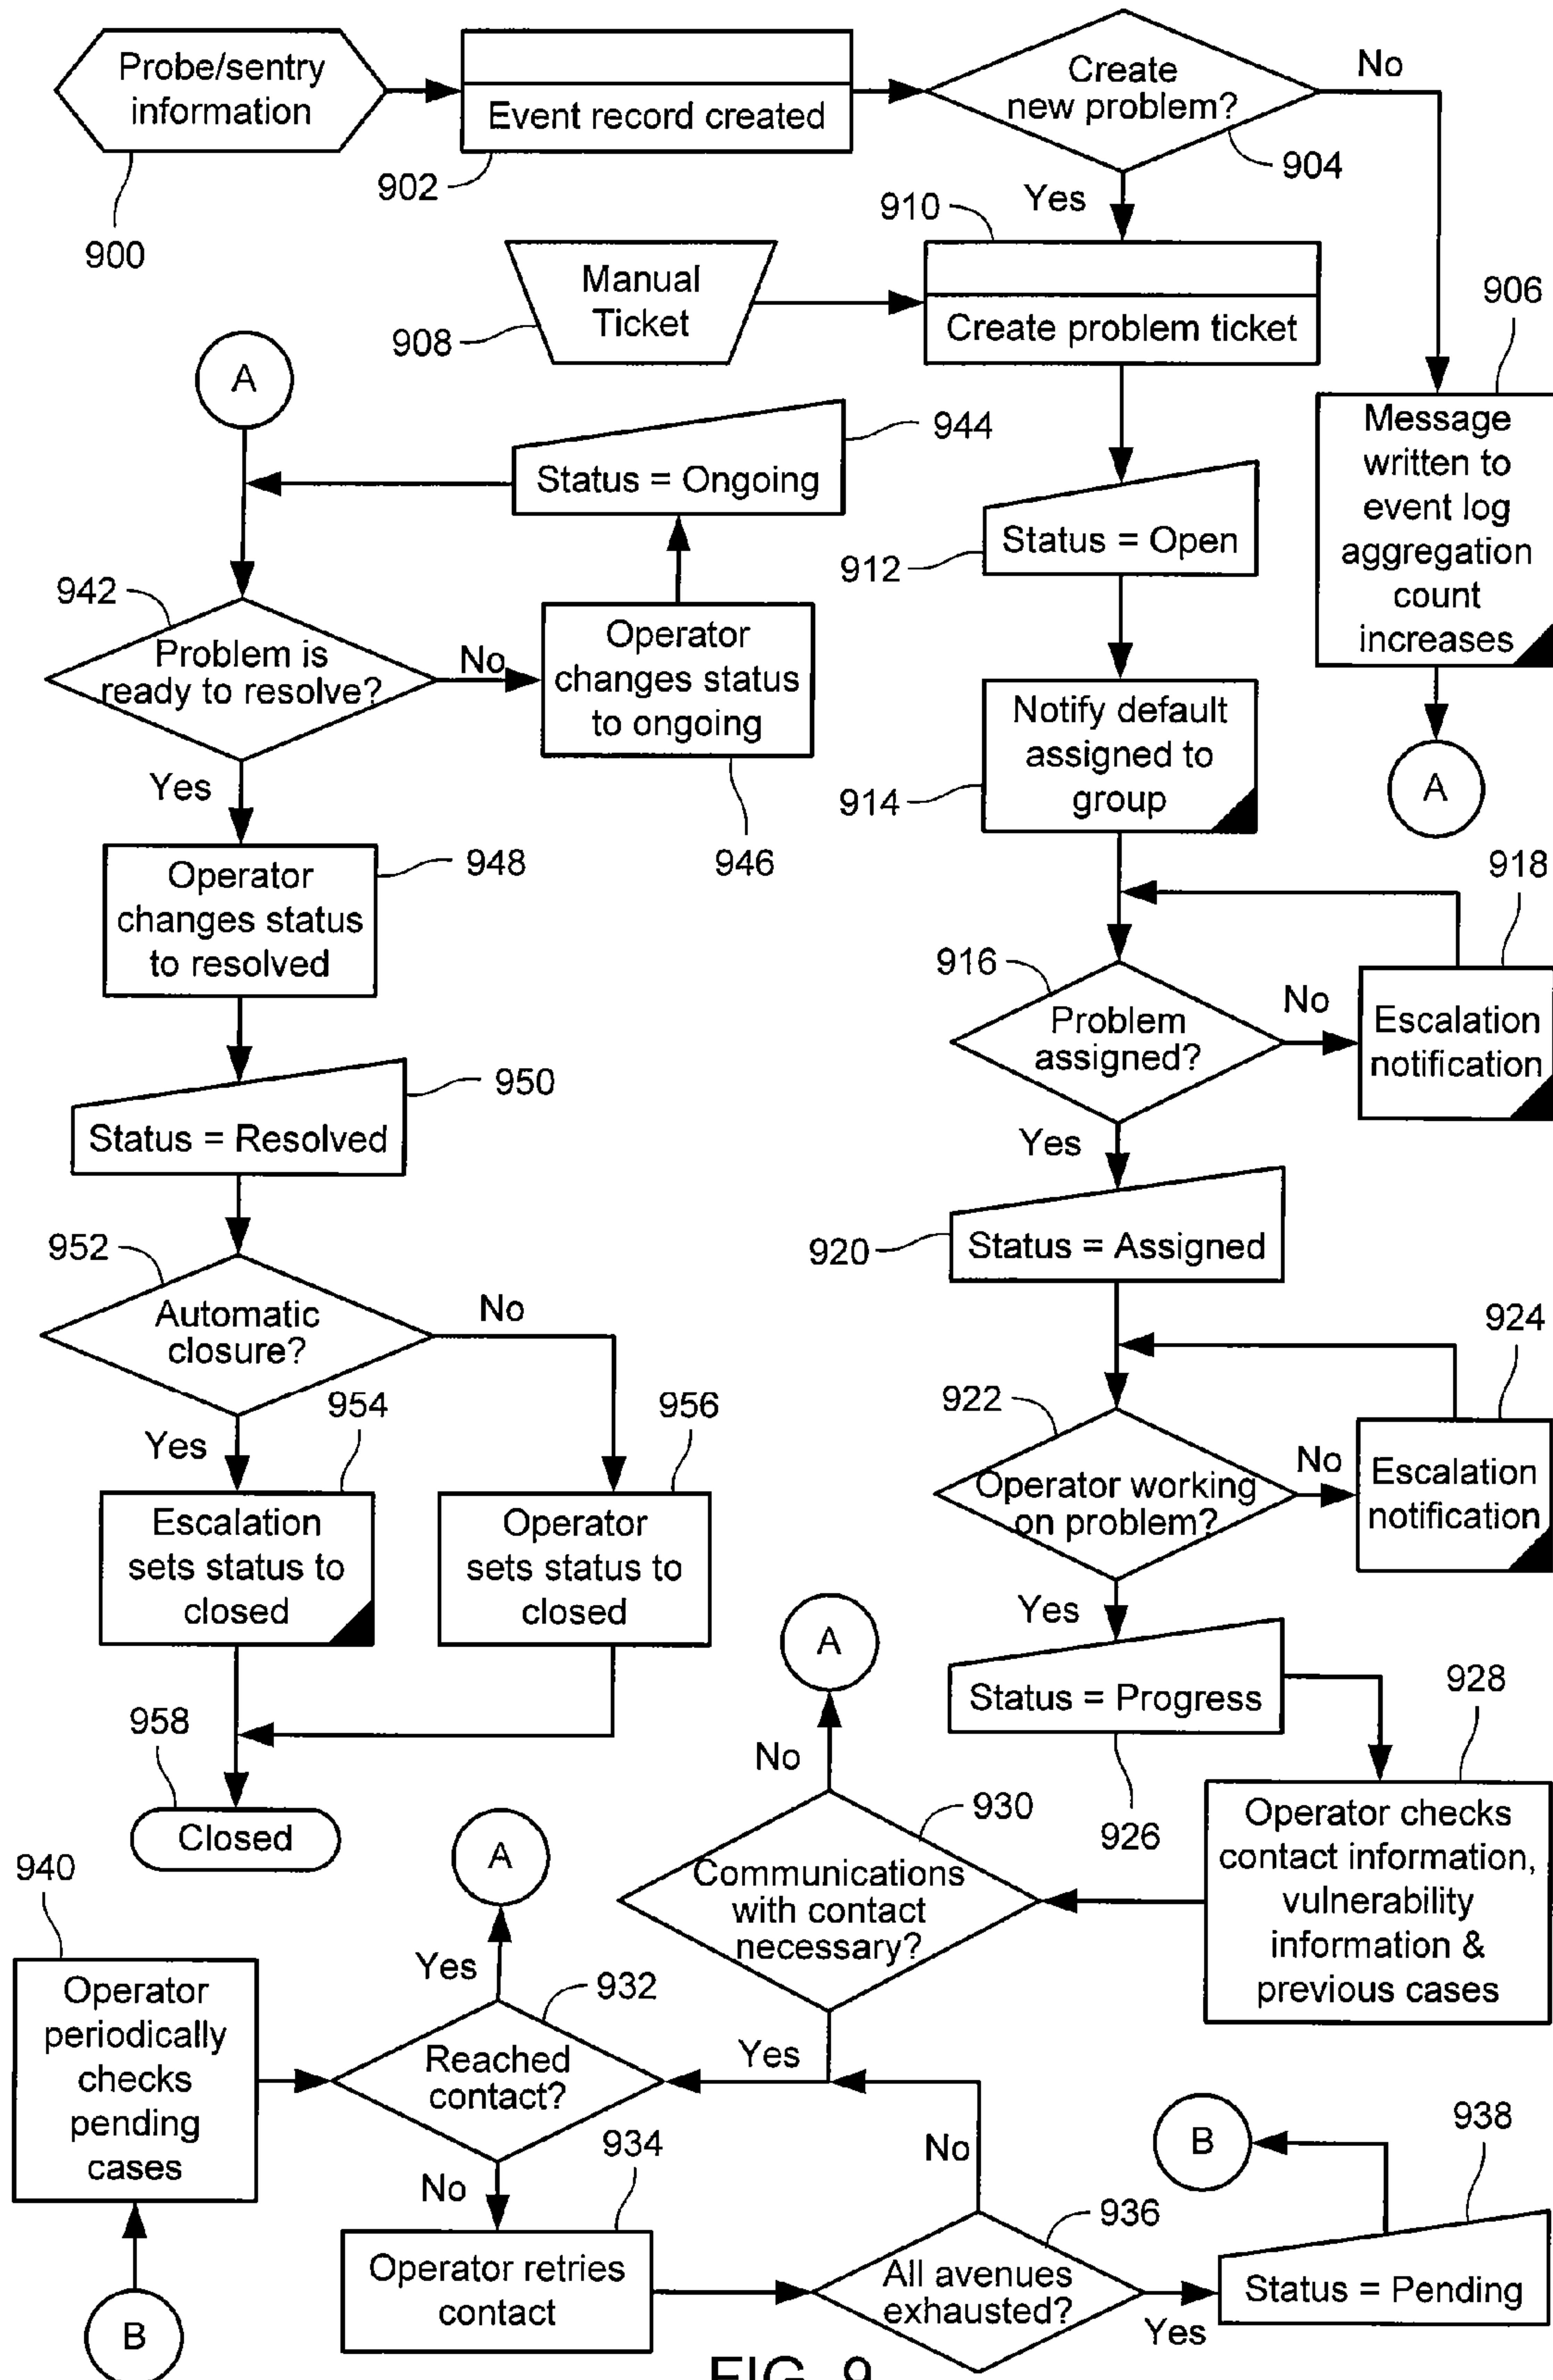 Probe/sentry
information
900
Event record created
902
Create
new problem?
904
No
Yes
910
Manual
Ticket
908
Create problem ticket
906
Message
written to
event log
aggregation
count
increases
A
A
944
Status = Ongoing
Status = Open
912
942
Problem is
ready to resolve?
No
Operator
changes status
to ongoing
946
Notify default
assigned to
group
914
Yes
Operator
changes status
to resolved
948
918
916
Problem
assigned?
No
Escalation
notification
Status = Resolved
950
Yes
Status = Assigned
920
952
Automatic
closure?
No
Yes
954
956
Escalation
sets status to
closed
Operator
sets status to
closed
924
922
Operator working
on problem?
No
Escalation
notification
Yes
Status = Progress
926
928
Operator checks
contact information,
vulnerability
information &
previous cases
A
No
930
Communications
with contact
necessary?
Yes
958
Closed
940
Operator
periodically
checks
pending
cases
B
A
Yes
932
Reached
contact?
No
934
Operator retries
contact
No
936
All avenues
exhausted?
Yes
B
938
Status = Pending
FIG. 9